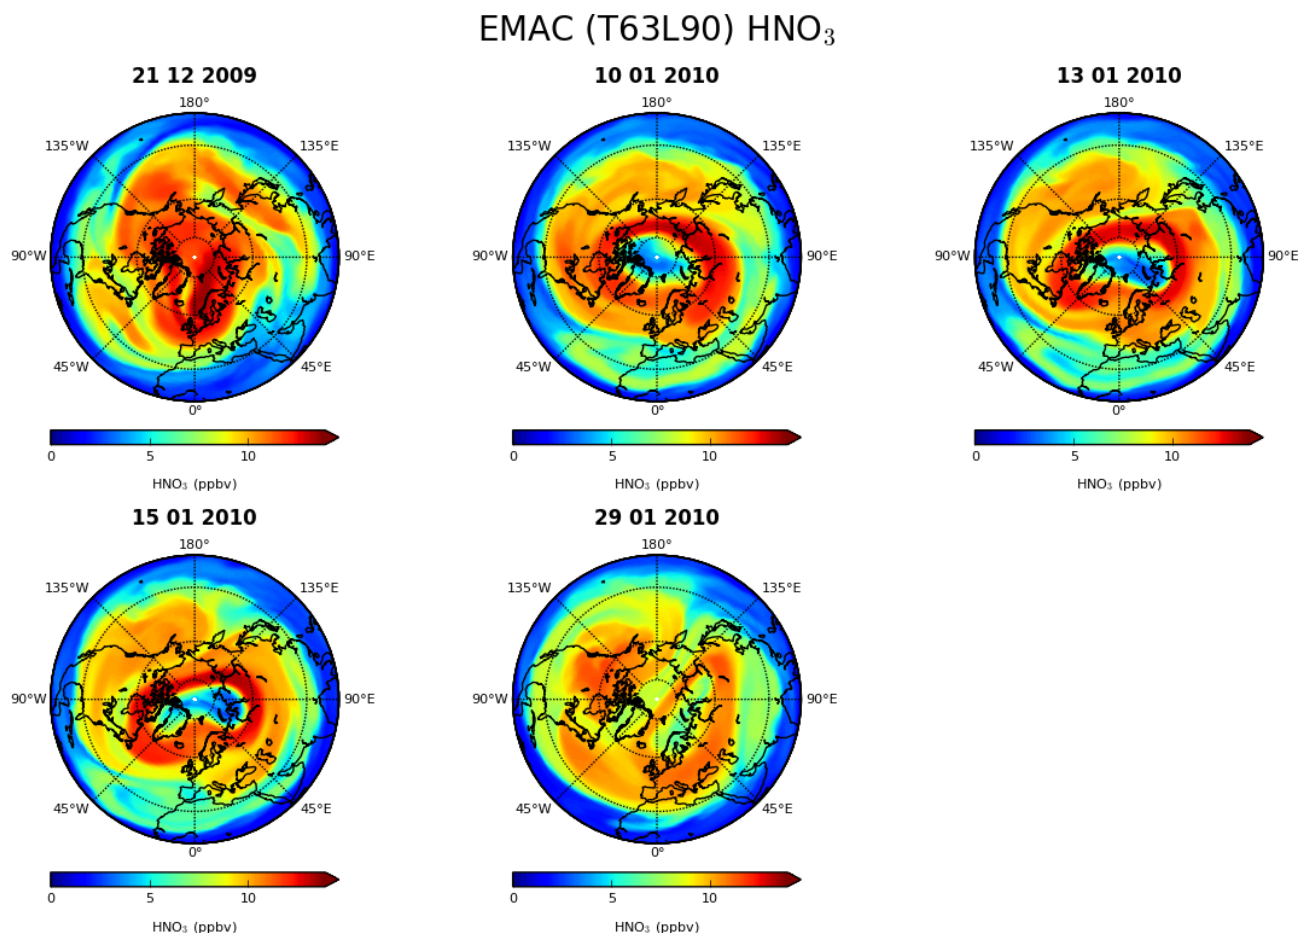 EMAC (T63L90) HNO₃
21 12 2009 10 01 2010 13 01 2010
180° 180° 180°
135°W 135°E 135°W 135°E 135°W 135°E
90°W 90°E 90°W 90°E 90°W 90°E
45°W 45°E 45°W 45°E 45°W 45°E
0° 0° 0°
0 5 10 0 5 10 0 5 10
HNO₃ (ppbv) HNO₃ (ppbv) HNO₃ (ppbv)
15 01 2010 29 01 2010
180° 180°
135°W 135°E 135°W 135°E
90°W 90°E 90°W 90°E
45°W 45°E 45°W 45°E
0° 0°
0 5 10 0 5 10
HNO₃ (ppbv) HNO₃ (ppbv)